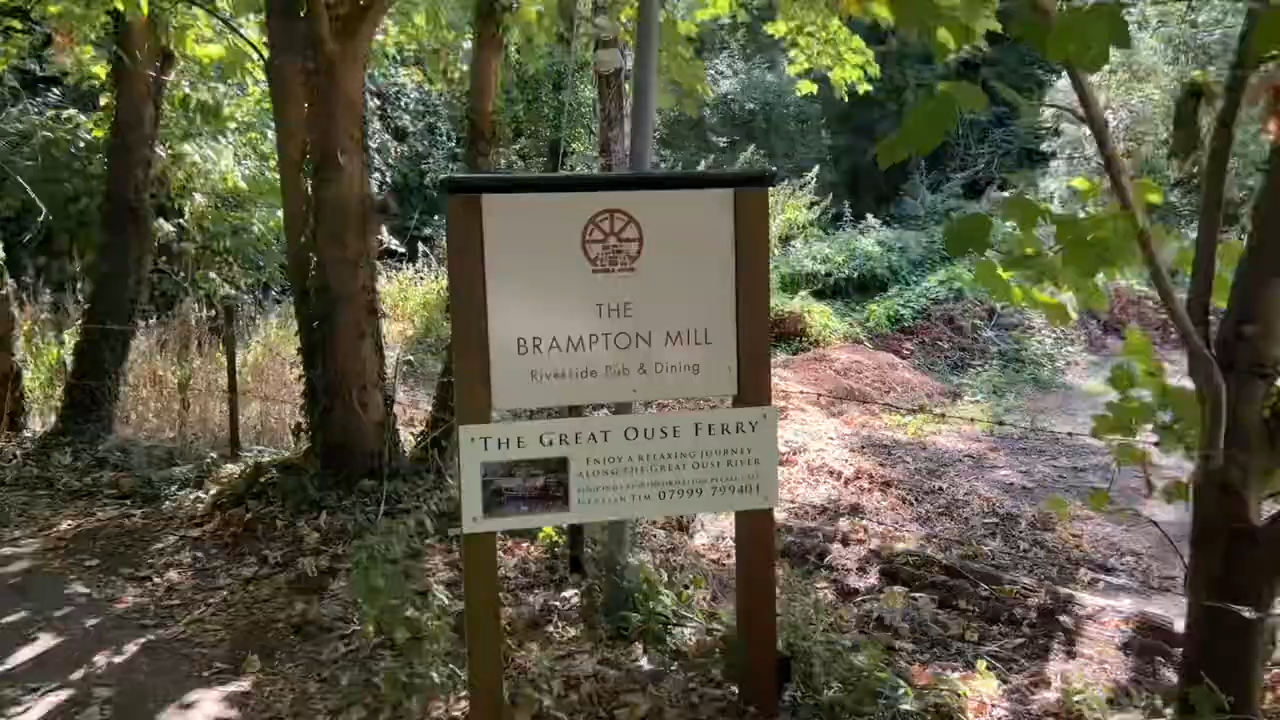 THE
BRAMPTON MILL
Riverside Pub & Dining
'THE GREAT OUSE FERRY'
ENJOY A RELAXING JOURNEY
ALONG THE GREAT OUSE RIVER
TIM 07999 799401